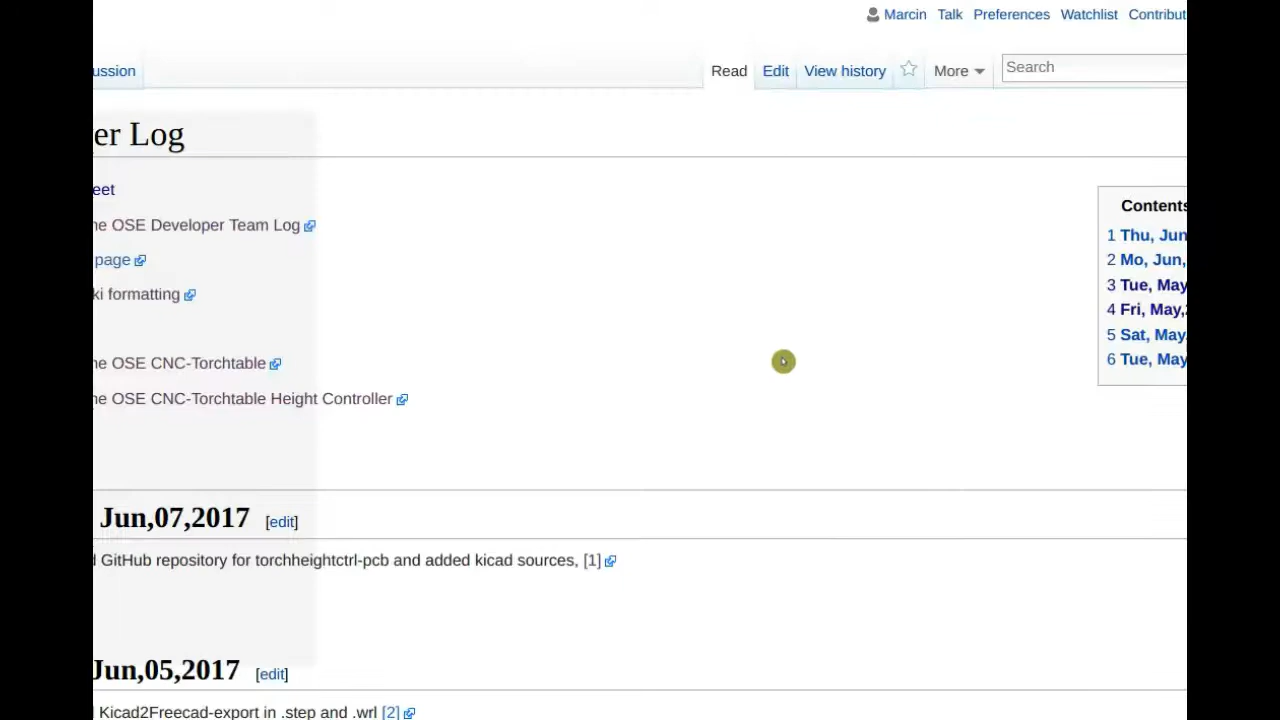 Marcin Talk Preferences Watchlist Contribut
ussion Read Edit View history More Search
er Log
eet
ne OSE Developer Team Log
page
ki formatting
ne OSE CNC-Torchtable
ne OSE CNC-Torchtable Height Controller
Contents
1 Thu, Jun
2 Mo, Jun,
3 Tue, May
4 Fri, May,
5 Sat, May
6 Tue, May
Jun,07,2017 [edit]
GitHub repository for torchheightctrl-pcb and added kicad sources, [1]
Jun,05,2017 [edit]
Kicad2Freecad-export in .step and .wrl [2]